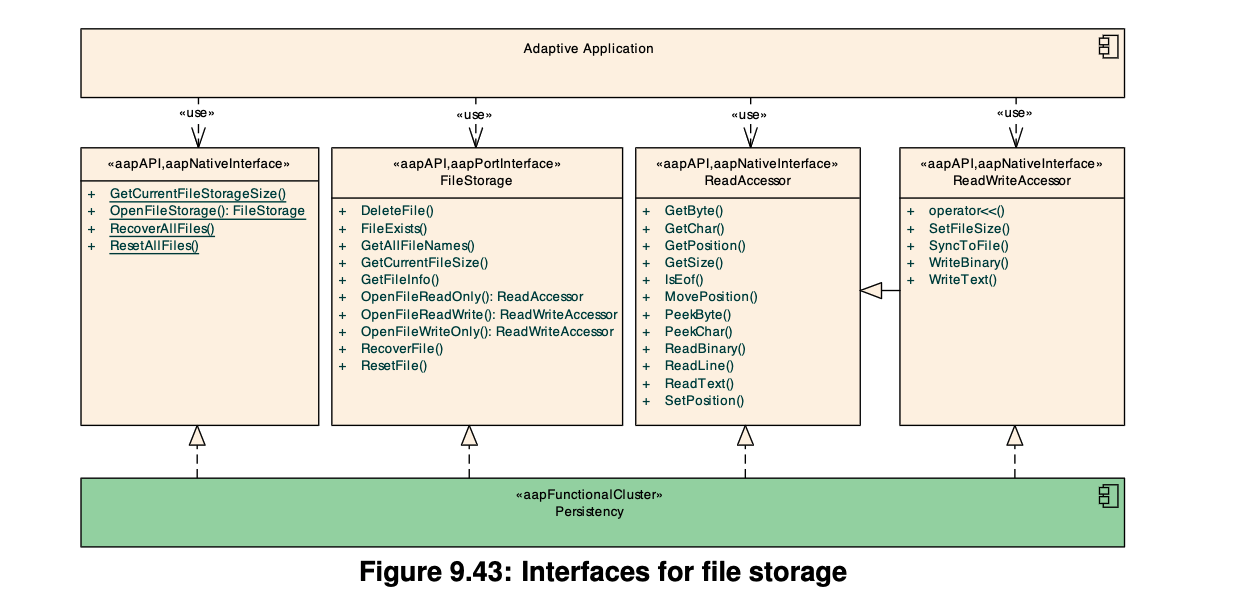 Adaptive Application
«use»
«use»
«use»
«use»
«aapAPI,aapNativeInterface»
+ GetCurrentFileStorageSize()
+ OpenFileStorage(): FileStorage
+ RecoverAllFiles()
+ ResetAllFiles()
«aapAPI,aapPortInterface»
FileStorage
+ DeleteFile()
+ FileExists()
+ GetAllFileNames()
+ GetCurrentFileSize()
+ GetFileInfo()
+ OpenFileReadOnly(): ReadAccessor
+ OpenFileReadWrite(): ReadWriteAccessor
+ OpenFileWriteOnly(): ReadWriteAccessor
+ RecoverFile()
+ ResetFile()
«aapAPI,aapNativeInterface»
ReadAccessor
+ GetByte()
+ GetChar()
+ GetPosition()
+ GetSize()
+ IsEof()
+ MovePosition()
+ PeekByte()
+ PeekChar()
+ ReadBinary()
+ ReadLine()
+ ReadText()
+ SetPosition()
«aapAPI,aapNativeInterface»
ReadWriteAccessor
+ operator<<()
+ SetFileSize()
+ SyncToFile()
+ WriteBinary()
+ WriteText()
«aapFunctionalCluster»
Persistency
Figure 9.43: Interfaces for file storage